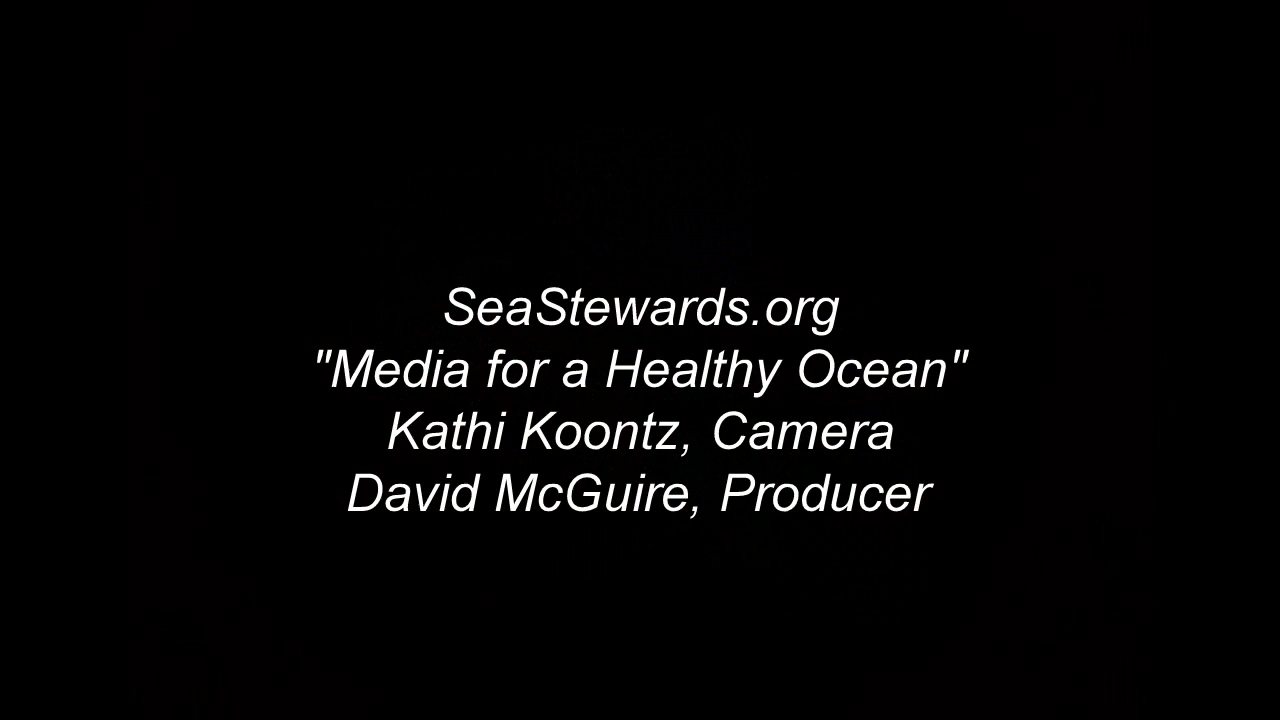 SeaStewards.org
"Media for a Healthy Ocean"
Kathi Koontz, Camera
David McGuire, Producer